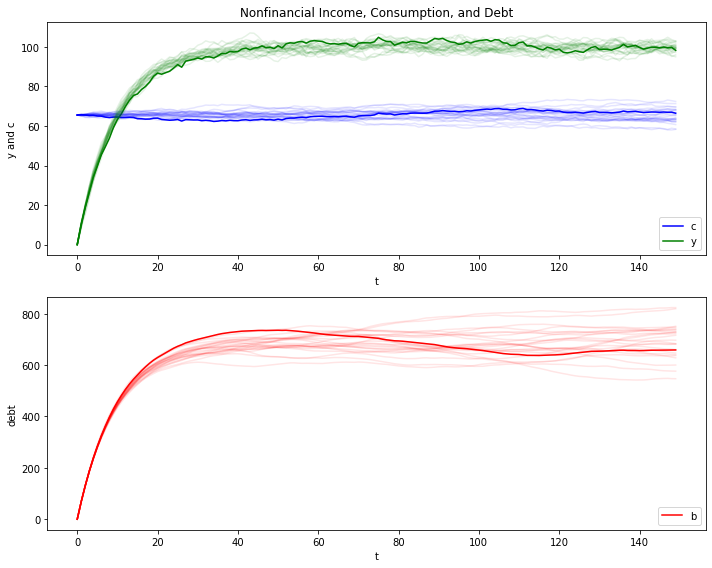 Nonfinancial Income, Consumption, and Debt
100
80
60
40
20
0
y and c
c
y
0 20 40 60 80 100 120 140
t
800
600
400
200
0
debt
b
0 20 40 60 80 100 120 140
t